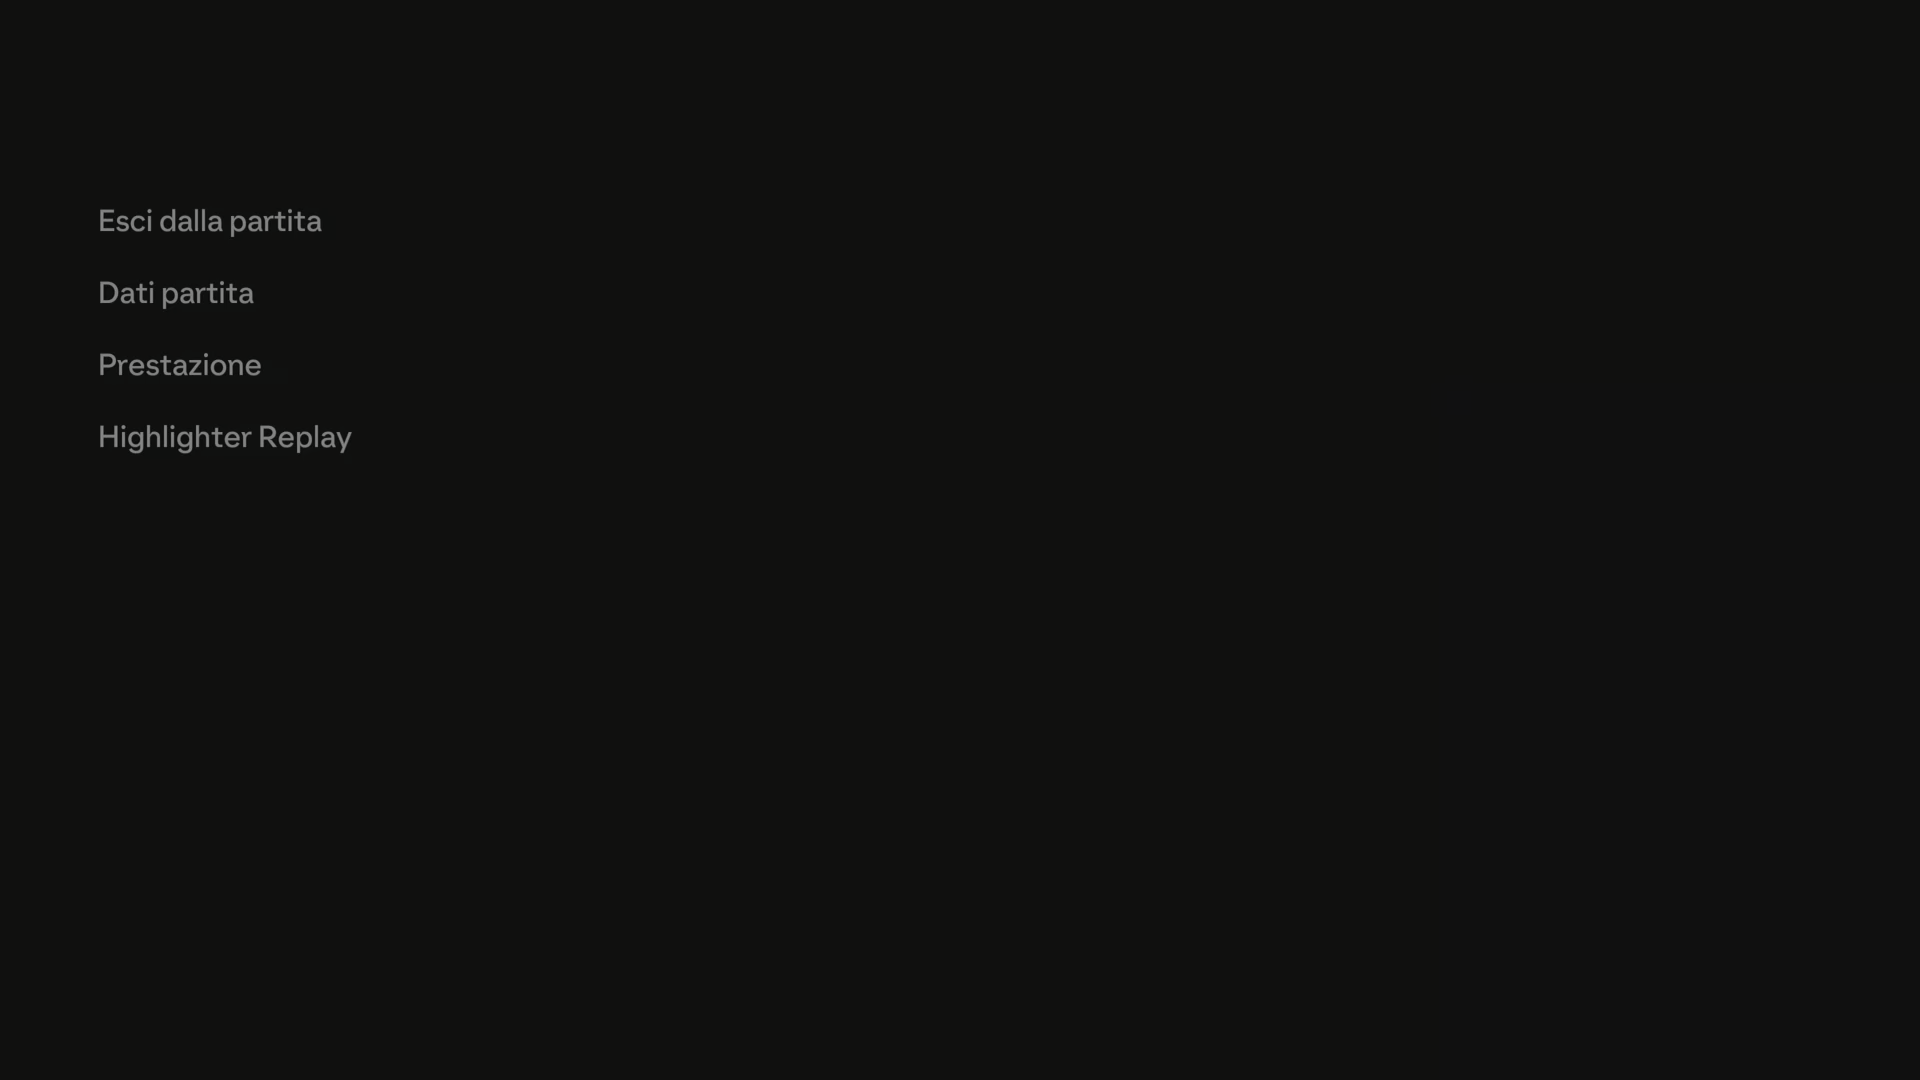 Esci dalla partita
Dati partita
Prestazione
Highlighter Replay